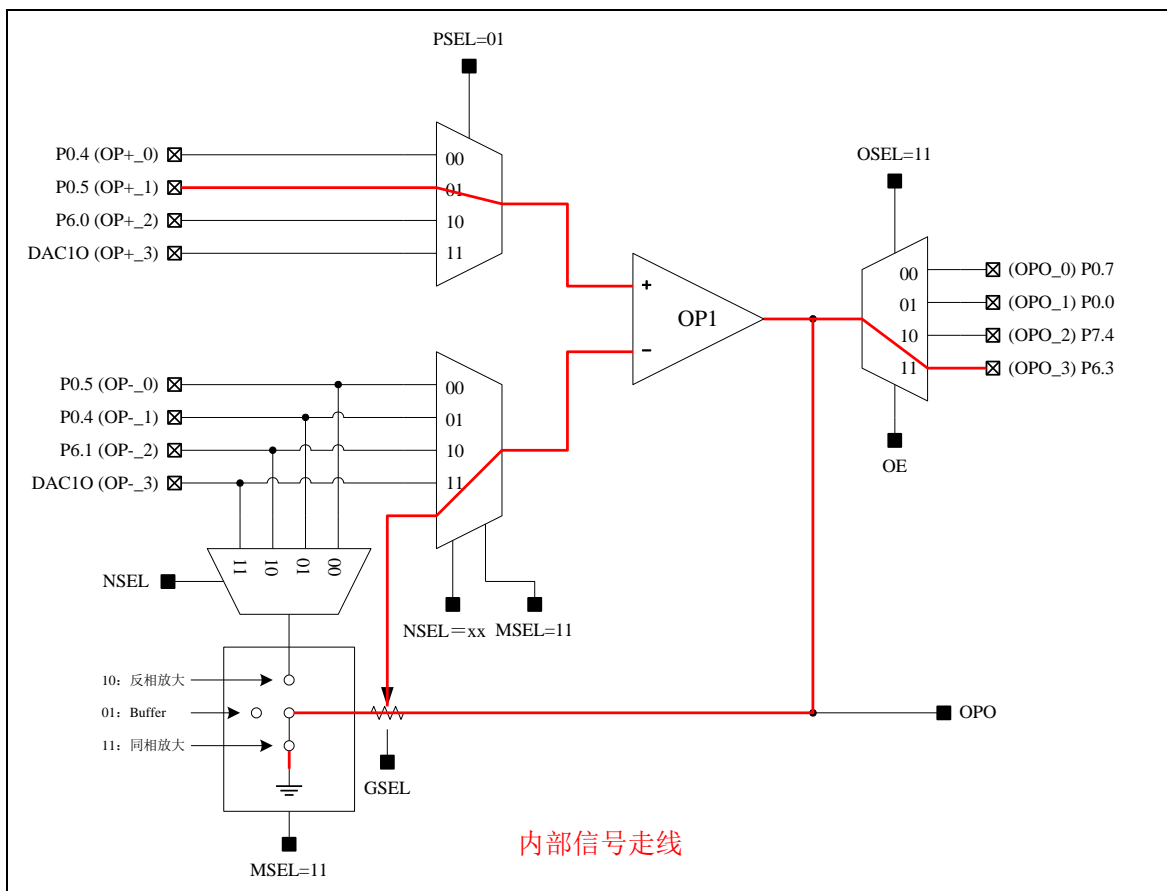 PSEL=01
P0.4 (OP+_0)
P0.5 (OP+_1)
P6.0 (OP+_2)
DAC1O (OP+_3)
00
01
10
11
OSEL=11
00
01
10
11
(OPO_0) P0.7
(OPO_1) P0.0
(OPO_2) P7.4
(OPO_3) P6.3
OE
+
OP1
−
P0.5 (OP-_0)
P0.4 (OP-_1)
P6.1 (OP-_2)
DAC1O (OP-_3)
00
01
10
11
11
10
01
00
NSEL
NSEL=xx
MSEL=11
10：反相放大
01：Buffer
11：同相放大
GSEL
OPO
MSEL=11
内部信号走线